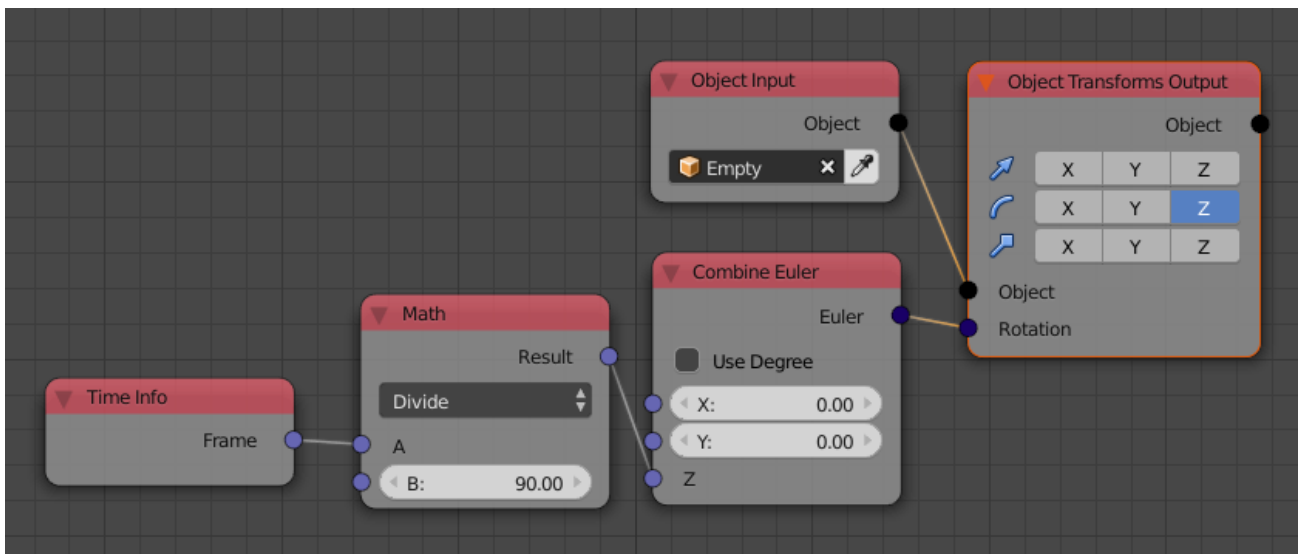 Time Info
Frame
Math
Result
Divide
A
B: 90.00
Object Input
Object
Empty
Combine Euler
Euler
Use Degree
X: 0.00
Y: 0.00
Z
Object Transforms Output
Object
X Y Z
X Y Z
X Y Z
Object
Rotation